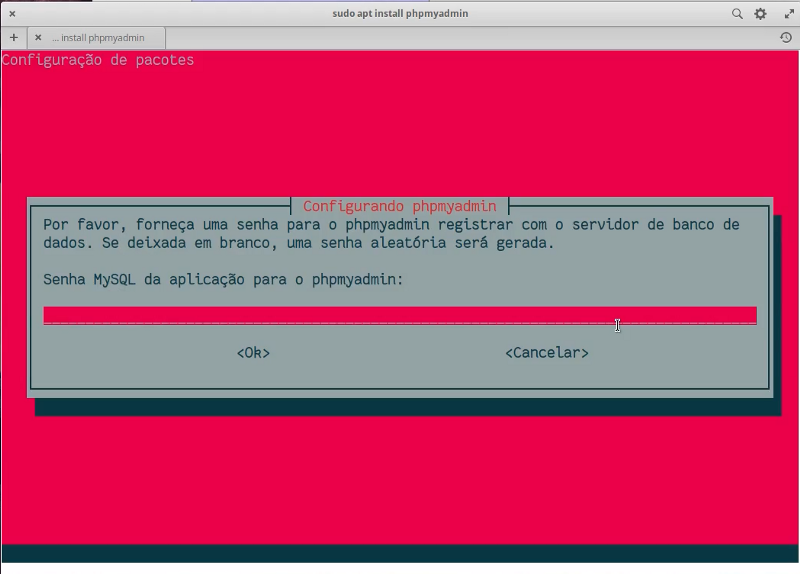 sudo apt install phpmyadmin
... install phpmyadmin
Configuração de pacotes
Configurando phpmyadmin
Por favor, forneça uma senha para o phpmyadmin registrar com o servidor de banco de
dados. Se deixada em branco, uma senha aleatória será gerada.
Senha MySQL da aplicação para o phpmyadmin:
<Ok> <Cancelar>